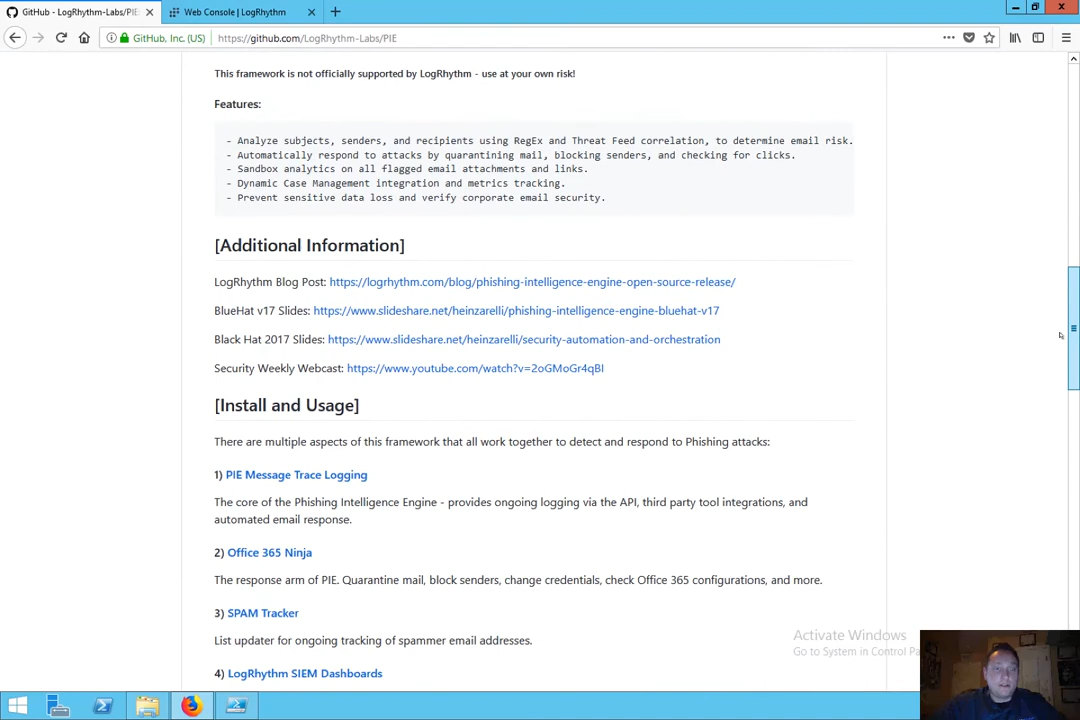 GitHub - LogRhythm-Labs/PIE
Web Console | LogRhythm
GitHub, Inc. (US)
https://github.com/LogRhythm-Labs/PIE
This framework is not officially supported by LogRhythm - use at your own risk!
Features:
- Analyze subjects, senders, and recipients using RegEx and Threat Feed correlation, to determine email risk.
- Automatically respond to attacks by quarantining mail, blocking senders, and checking for clicks.
- Sandbox analytics on all flagged email attachments and links.
- Dynamic Case Management integration and metrics tracking.
- Prevent sensitive data loss and verify corporate email security.
[Additional Information]
LogRhythm Blog Post: https://logrhythm.com/blog/phishing-intelligence-engine-open-source-release/
BlueHat v17 Slides: https://www.slideshare.net/heinzarelli/phishing-intelligence-engine-bluehat-v17
Black Hat 2017 Slides: https://www.slideshare.net/heinzarelli/security-automation-and-orchestration
Security Weekly Webcast: https://www.youtube.com/watch?v=2oGMoGr4qBI
[Install and Usage]
There are multiple aspects of this framework that all work together to detect and respond to Phishing attacks:
1) PIE Message Trace Logging
The core of the Phishing Intelligence Engine - provides ongoing logging via the API, third party tool integrations, and
automated email response.
2) Office 365 Ninja
The response arm of PIE. Quarantine mail, block senders, change credentials, check Office 365 configurations, and more.
3) SPAM Tracker
List updater for ongoing tracking of spammer email addresses.
4) LogRhythm SIEM Dashboards
Activate Windows
Go to System in Control Pa